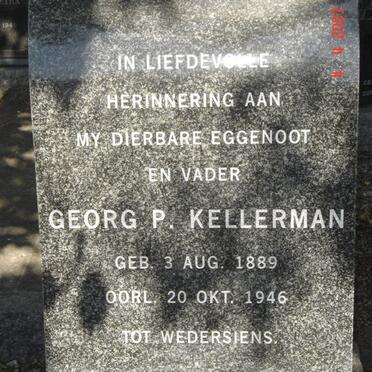 IN LIEFDEVOLLE
HERINNERING AAN
MY DIERBARE EGGENOOT
EN VADER
GEORG P. KELLERMAN
GEB. 3 AUG. 1889
OORL. 20 OKT. 1946
TOT WEDERSIENS.